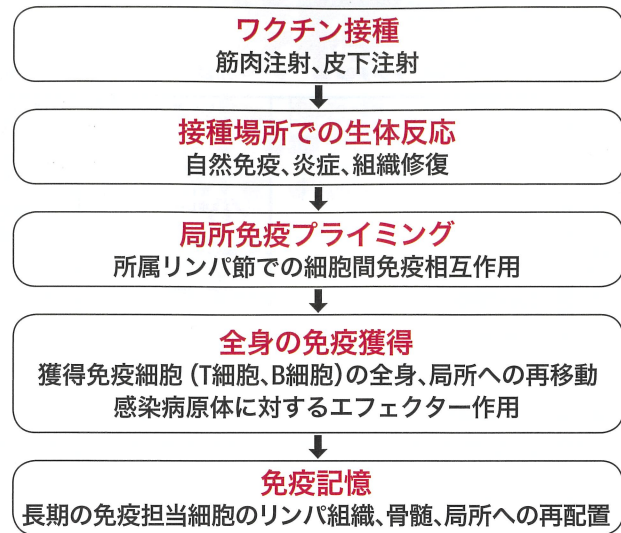 ワクチン接種
筋肉注射、皮下注射
接種場所での生体反応
自然免疫、炎症、組織修復
局所免疫プライミング
所属リンパ節での細胞間免疫相互作用
全身の免疫獲得
獲得免疫細胞（T細胞、B細胞）の全身、局所への再移動
感染病原体に対するエフェクター作用
免疫記憶
長期の免疫担当細胞のリンパ組織、骨髄、局所への再配置